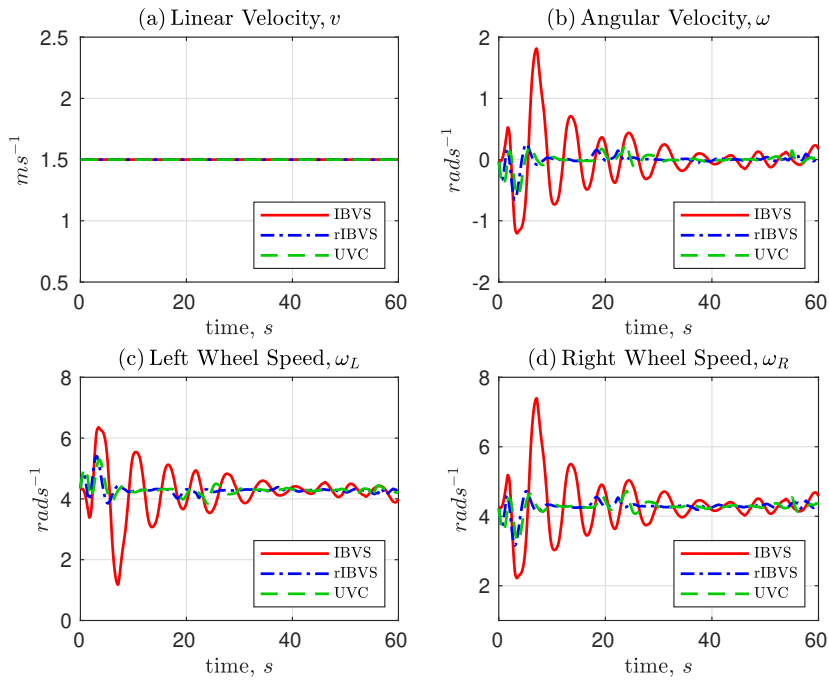 (a) Linear Velocity, v
ms⁻¹
2.5
2
1.5
1
0.5
0
20
40
60
time, s
IBVS
rIBVS
UVC
(b) Angular Velocity, ω
rads⁻¹
2
1
0
-1
-2
0
20
40
60
time, s
IBVS
rIBVS
UVC
(c) Left Wheel Speed, ω_L
rads⁻¹
8
6
4
2
0
0
20
40
60
time, s
IBVS
rIBVS
UVC
(d) Right Wheel Speed, ω_R
rads⁻¹
8
6
4
2
0
20
40
60
time, s
IBVS
rIBVS
UVC